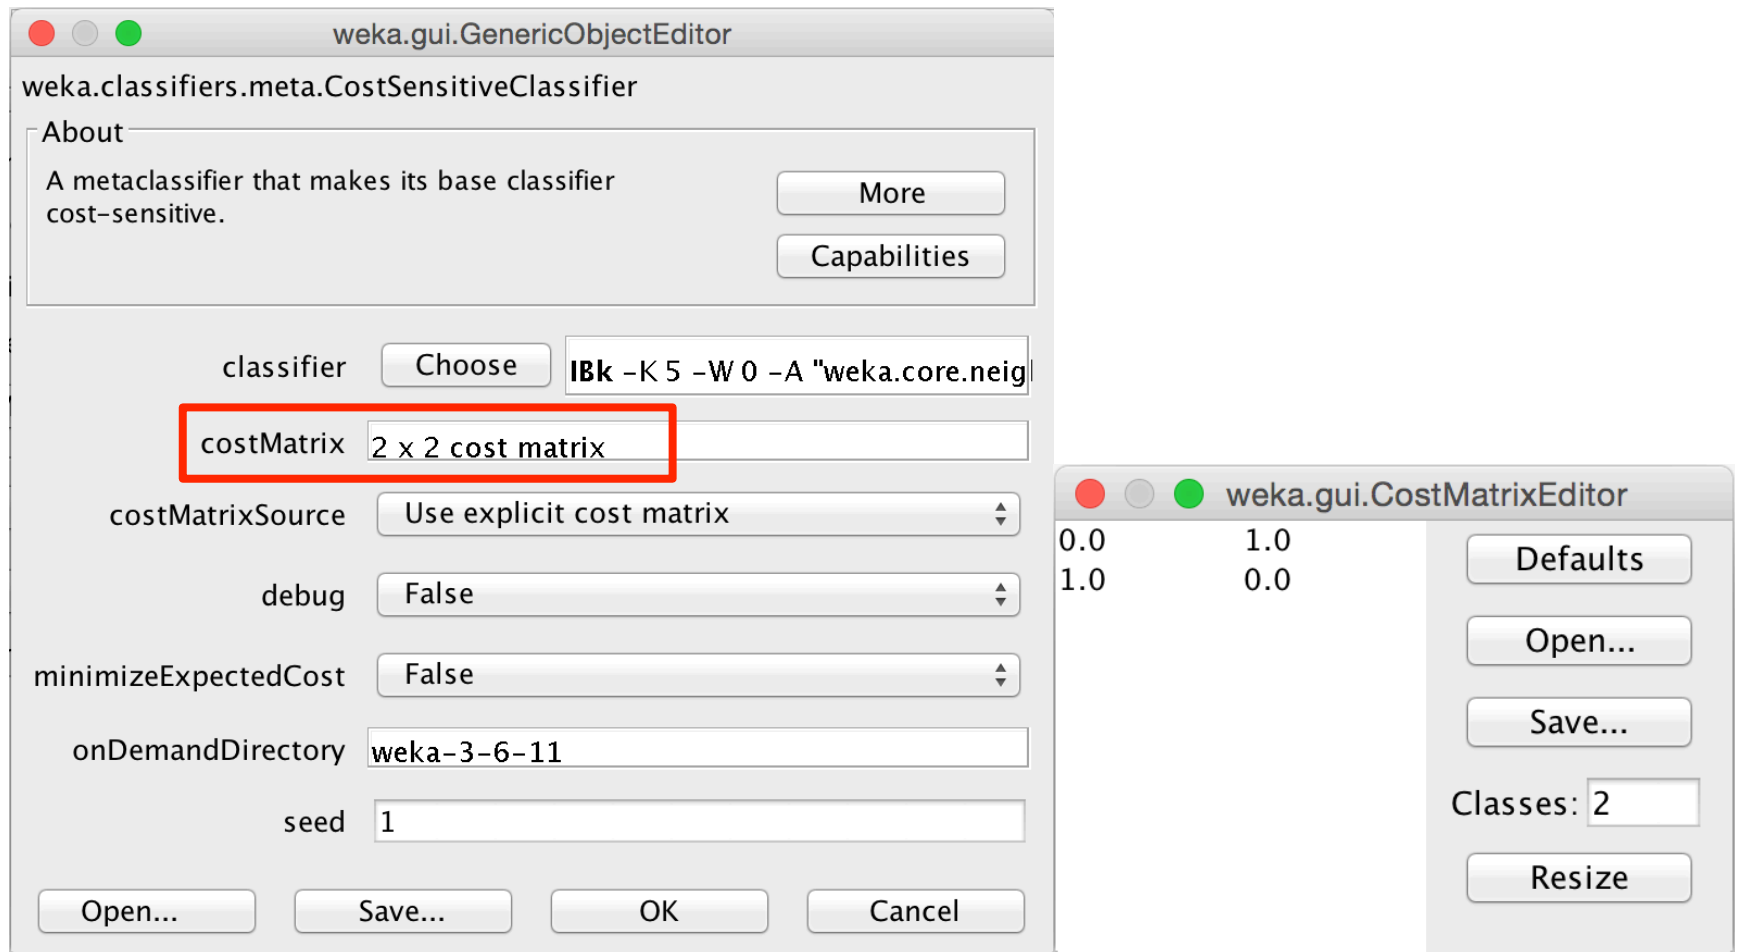 weka.gui.GenericObjectEditor
weka.classifiers.meta.CostSensitiveClassifier
About
A metaclassifier that makes its base classifier
cost-sensitive.
More
Capabilities
classifier Choose IBk -K 5 -W 0 -A "weka.core.neigl
costMatrix 2 x 2 cost matrix
costMatrixSource Use explicit cost matrix
debug False
minimizeExpectedCost False
onDemandDirectory weka-3-6-11
seed 1
Open... Save... OK Cancel
weka.gui.CostMatrixEditor
0.0 1.0
1.0 0.0
Defaults
Open...
Save...
Classes: 2
Resize